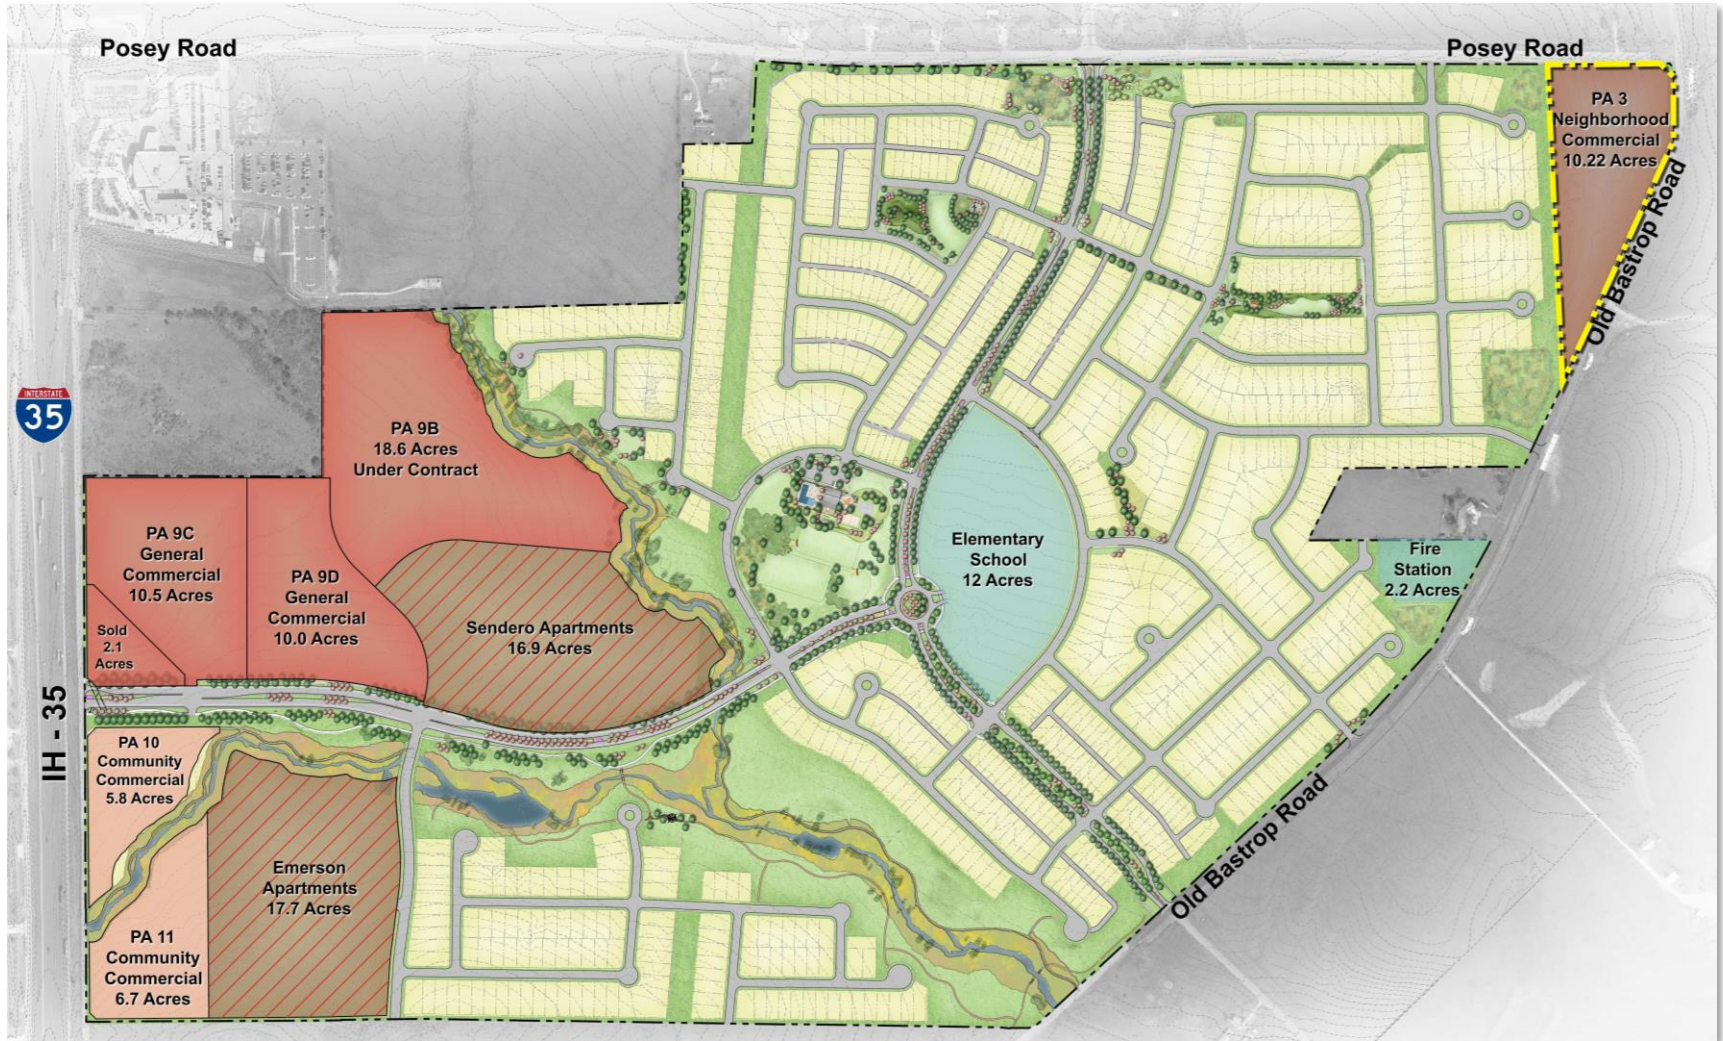 Posey Road
Posey Road
PA 3
Neighborhood
Commercial
10.22 Acres
Old Bastrop Road
INTERSTATE
35
PA 9B
18.6 Acres
Under Contract
PA 9C
General
Commercial
10.5 Acres
PA 9D
General
Commercial
10.0 Acres
Sold
2.1
Acres
Sendero Apartments
16.9 Acres
Elementary
School
12 Acres
Fire
Station
2.2 Acres
IH - 35
PA 10
Community
Commercial
5.8 Acres
Emerson
Apartments
17.7 Acres
PA 11
Community
Commercial
6.7 Acres
Old Bastrop Road